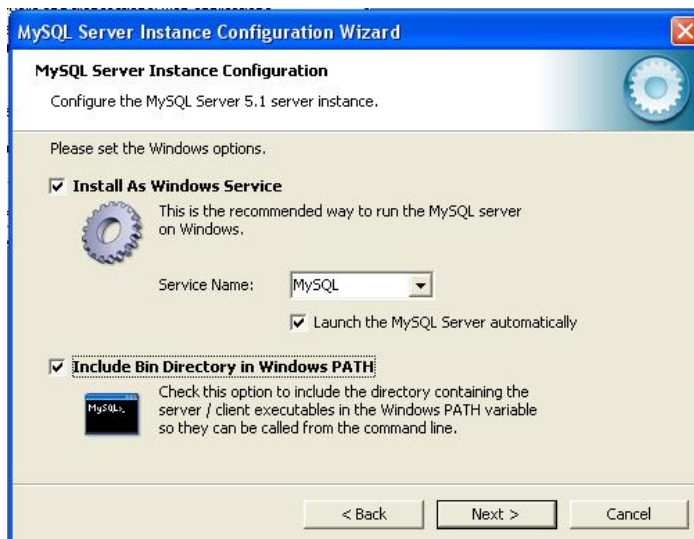 MySQL Server Instance Configuration Wizard
MySQL Server Instance Configuration
Configure the MySQL Server 5.1 server instance.
Please set the Windows options.
Install As Windows Service
This is the recommended way to run the MySQL server
on Windows.
Service Name: MySQL
Launch the MySQL Server automatically
Include Bin Directory in Windows PATH
MySQL>_
Check this option to include the directory containing the
server / client executables in the Windows PATH variable
so they can be called from the command line.
< Back Next > Cancel